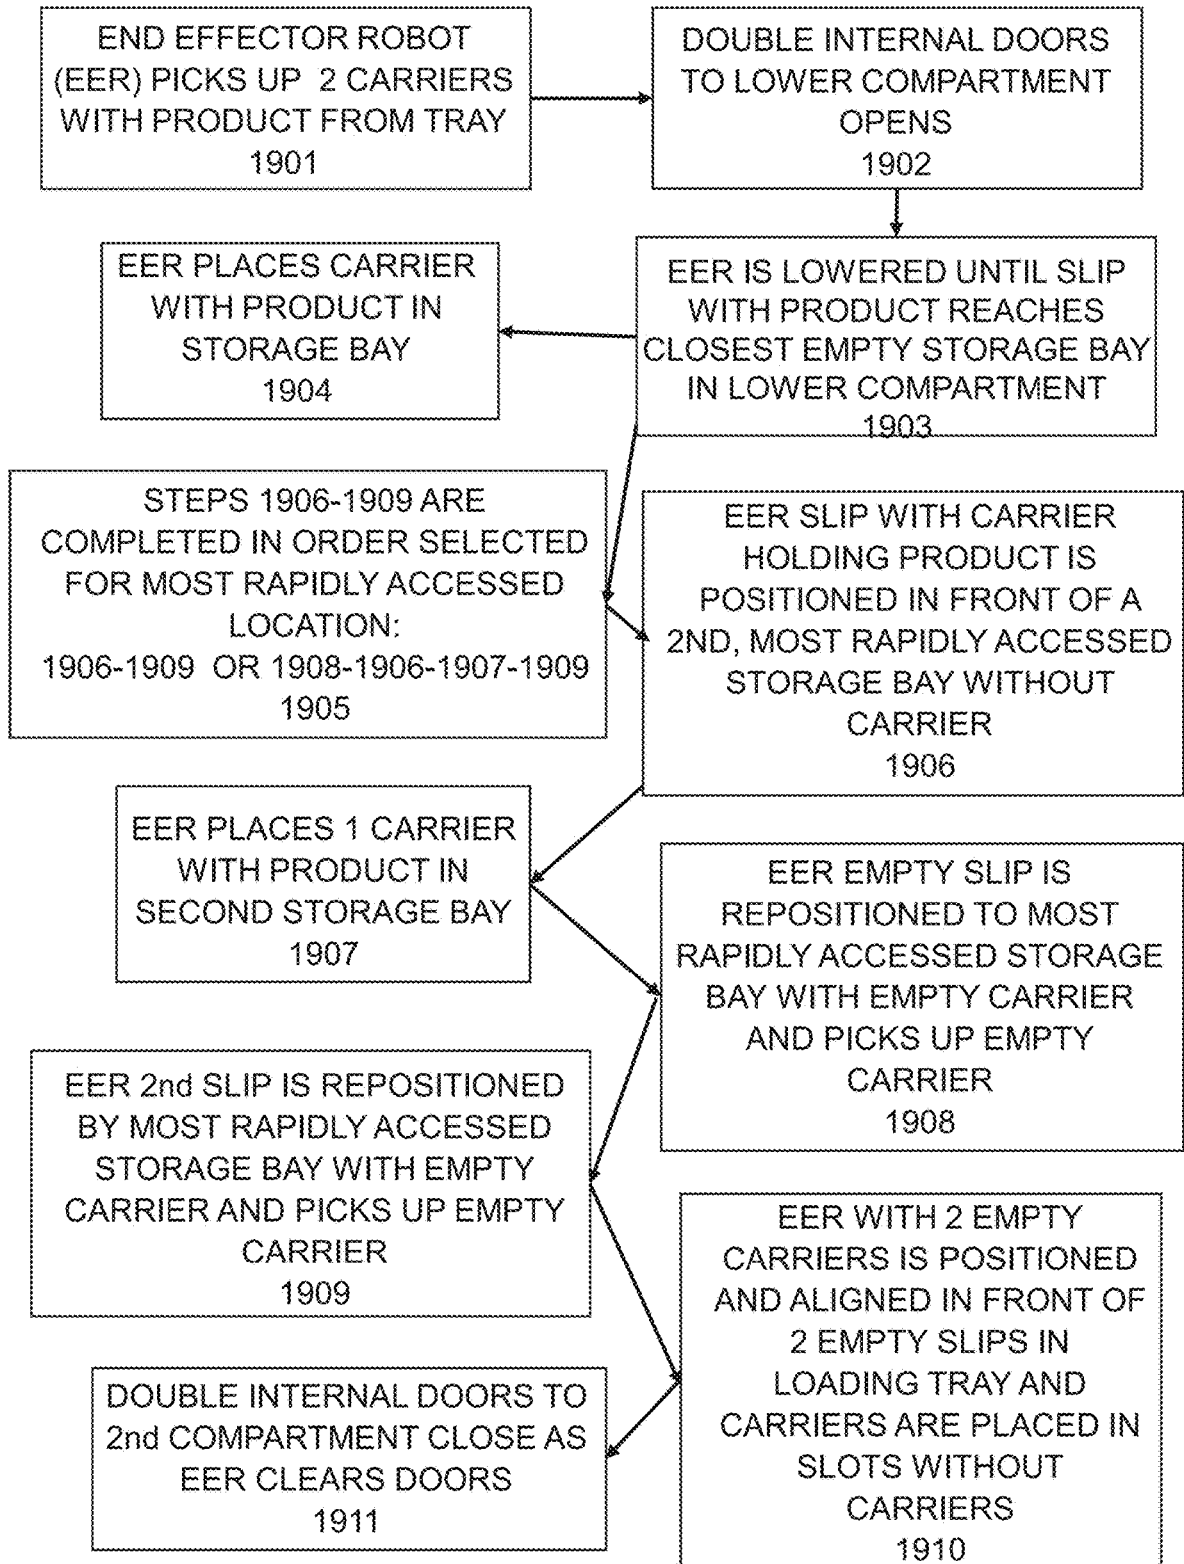 END EFFECTOR ROBOT
(EER) PICKS UP 2 CARRIERS
WITH PRODUCT FROM TRAY
1901
DOUBLE INTERNAL DOORS
TO LOWER COMPARTMENT
OPENS
1902
EER IS LOWERED UNTIL SLIP
WITH PRODUCT REACHES
CLOSEST EMPTY STORAGE BAY
IN LOWER COMPARTMENT
1903
EER PLACES CARRIER
WITH PRODUCT IN
STORAGE BAY
1904
STEPS 1906-1909 ARE
COMPLETED IN ORDER SELECTED
FOR MOST RAPIDLY ACCESSED
LOCATION:
1906-1909 OR 1908-1906-1907-1909
1905
EER SLIP WITH CARRIER
HOLDING PRODUCT IS
POSITIONED IN FRONT OF A
2ND, MOST RAPIDLY ACCESSED
STORAGE BAY WITHOUT
CARRIER
1906
EER PLACES 1 CARRIER
WITH PRODUCT IN
SECOND STORAGE BAY
1907
EER EMPTY SLIP IS
REPOSITIONED TO MOST
RAPIDLY ACCESSED STORAGE
BAY WITH EMPTY CARRIER
AND PICKS UP EMPTY
CARRIER
1908
EER 2nd SLIP IS REPOSITIONED
BY MOST RAPIDLY ACCESSED
STORAGE BAY WITH EMPTY
CARRIER AND PICKS UP EMPTY
CARRIER
1909
EER WITH 2 EMPTY
CARRIERS IS POSITIONED
AND ALIGNED IN FRONT OF
2 EMPTY SLIPS IN
LOADING TRAY AND
CARRIERS ARE PLACED IN
SLOTS WITHOUT
CARRIERS
1910
DOUBLE INTERNAL DOORS TO
2nd COMPARTMENT CLOSE AS
EER CLEARS DOORS
1911